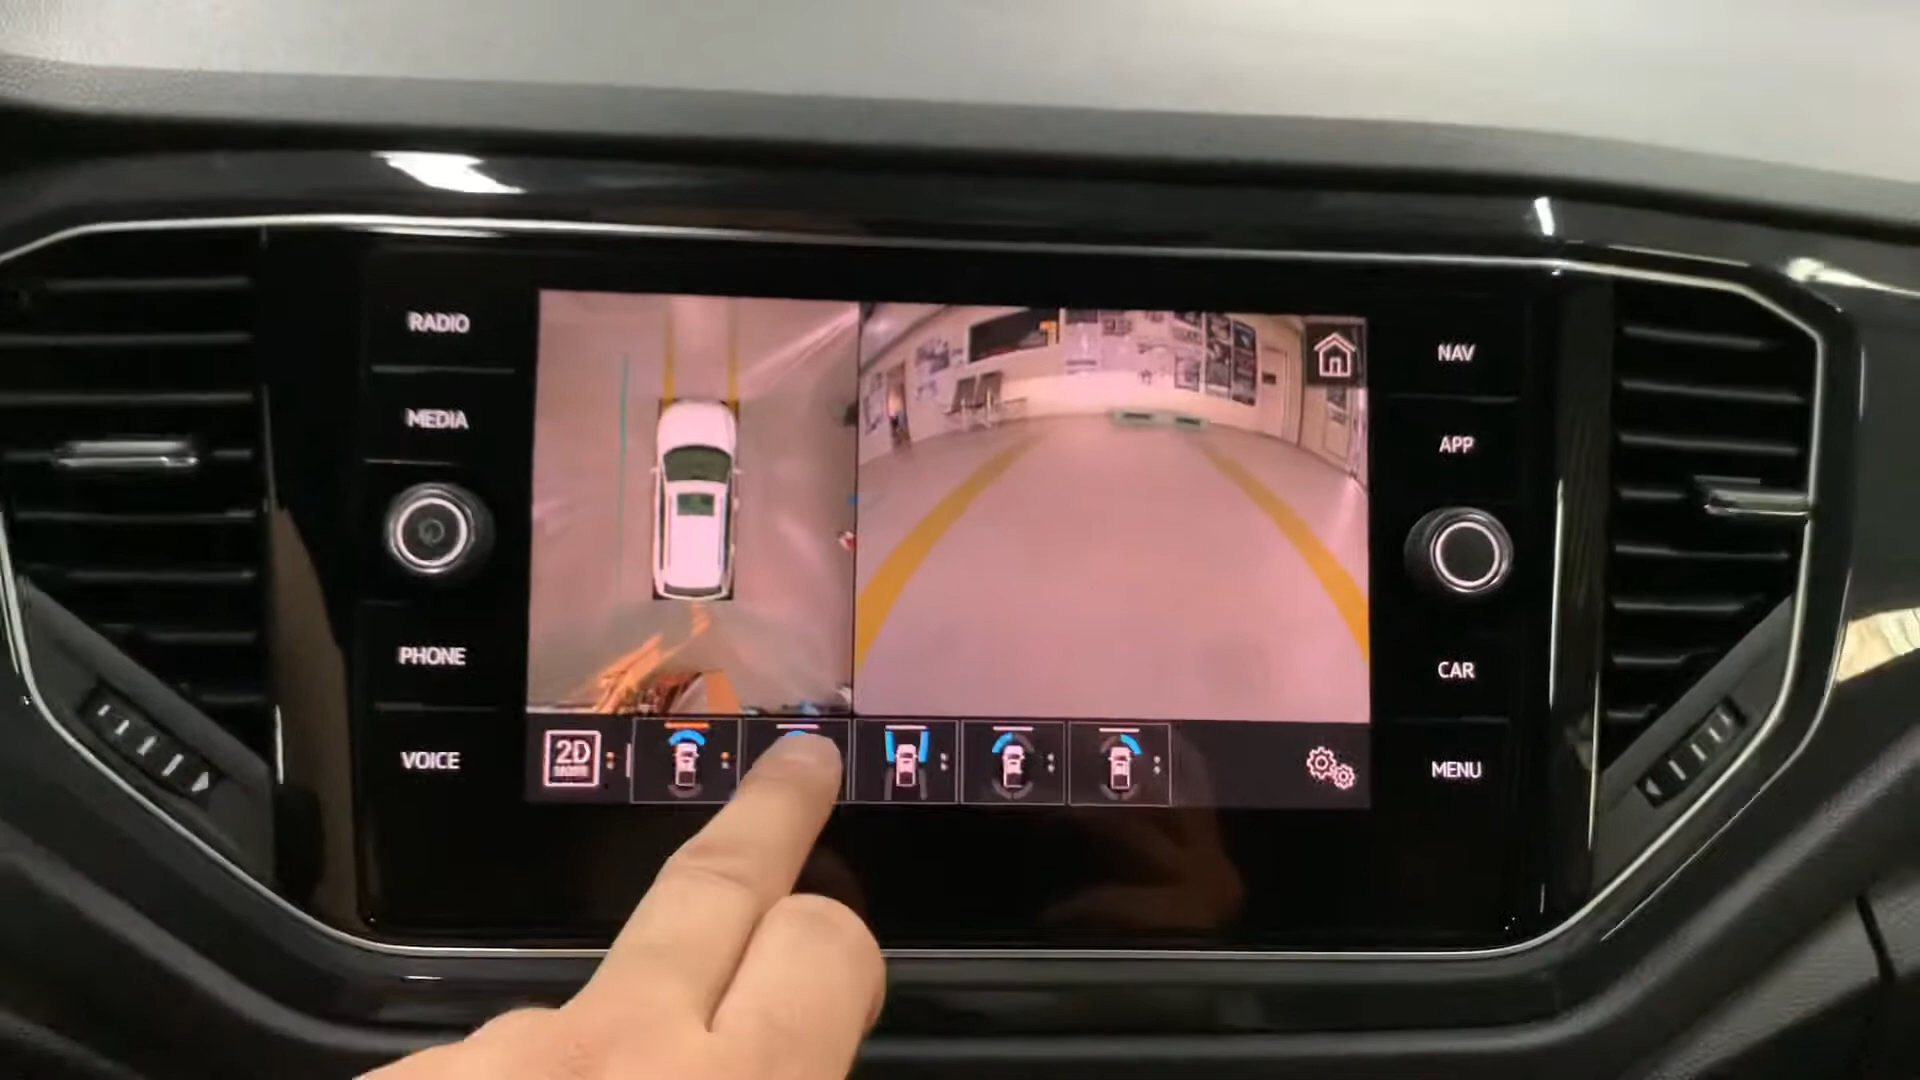 RADIO
MEDIA
PHONE
VOICE
2D
NAV
APP
CAR
MENU